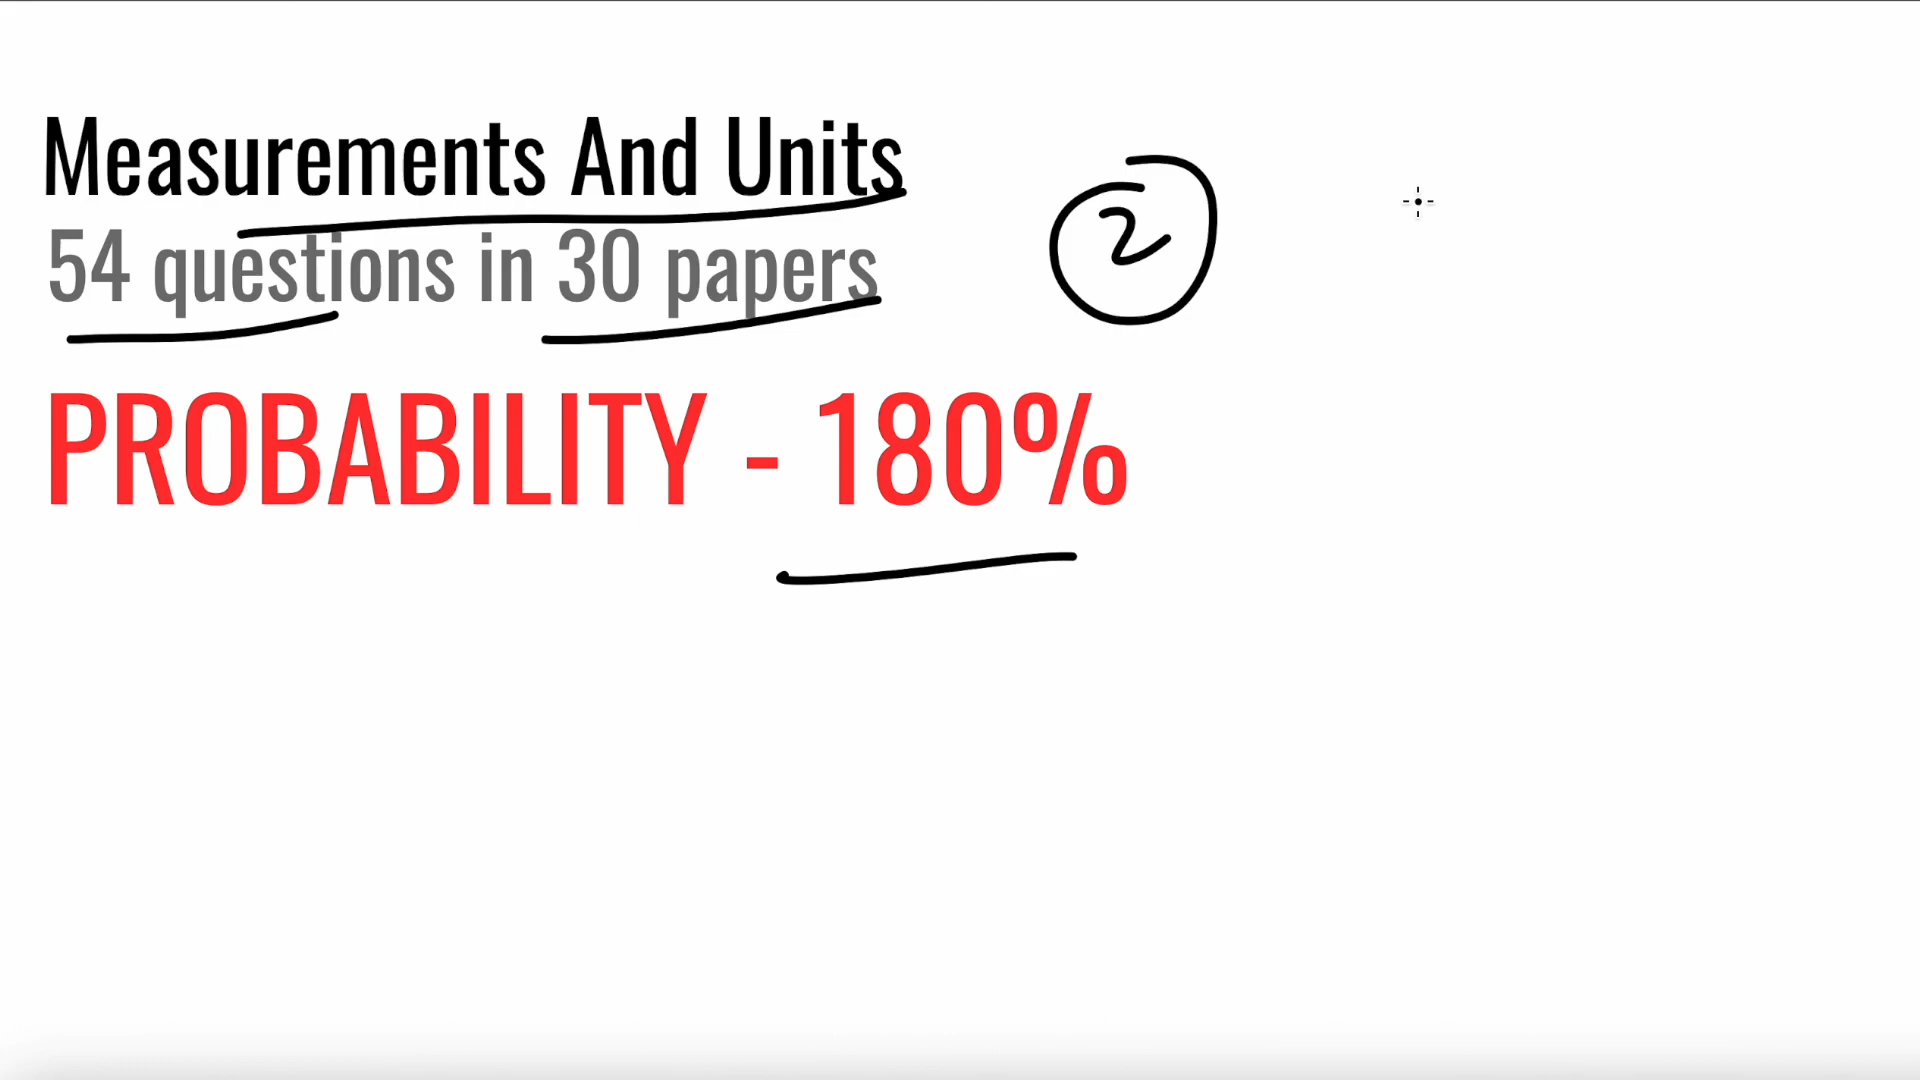 Measurements And Units
54 questions in 30 papers
2
PROBABILITY - 180%